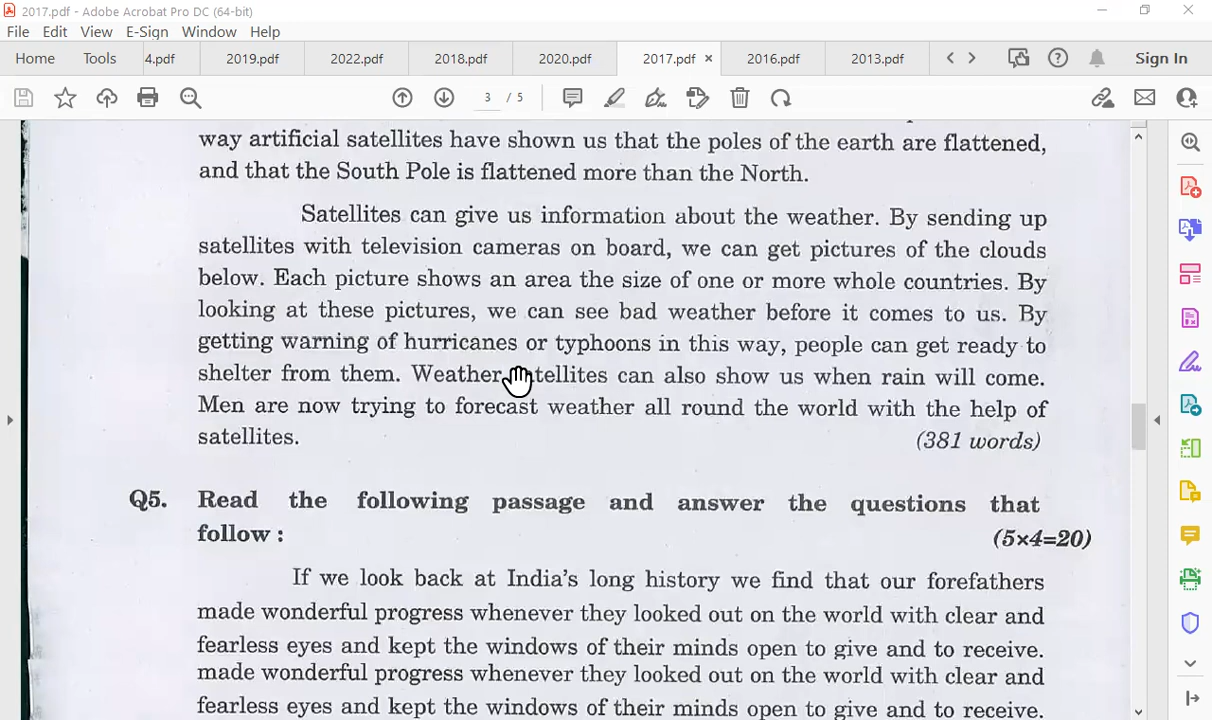 2017.pdf - Adobe Acrobat Pro DC (64-bit)
File Edit View E-Sign Window Help
Home Tools 4.pdf 2019.pdf 2022.pdf 2018.pdf 2020.pdf 2017.pdf × 2016.pdf 2013.pdf Sign In
3 / 5
way artificial satellites have shown us that the poles of the earth are flattened,
and that the South Pole is flattened more than the North.
Satellites can give us information about the weather. By sending up
satellites with television cameras on board, we can get pictures of the clouds
below. Each picture shows an area the size of one or more whole countries. By
looking at these pictures, we can see bad weather before it comes to us. By
getting warning of hurricanes or typhoons in this way, people can get ready to
shelter from them. Weather satellites can also show us when rain will come.
Men are now trying to forecast weather all round the world with the help of
satellites. (381 words)
Q5. Read the following passage and answer the questions that
follow : (5×4=20)
If we look back at India's long history we find that our forefathers
made wonderful progress whenever they looked out on the world with clear and
fearless eyes and kept the windows of their minds open to give and to receive.
made wonderful progress whenever they looked out on the world with clear and
fearless eyes and kept the windows of their minds open to give and to receive.